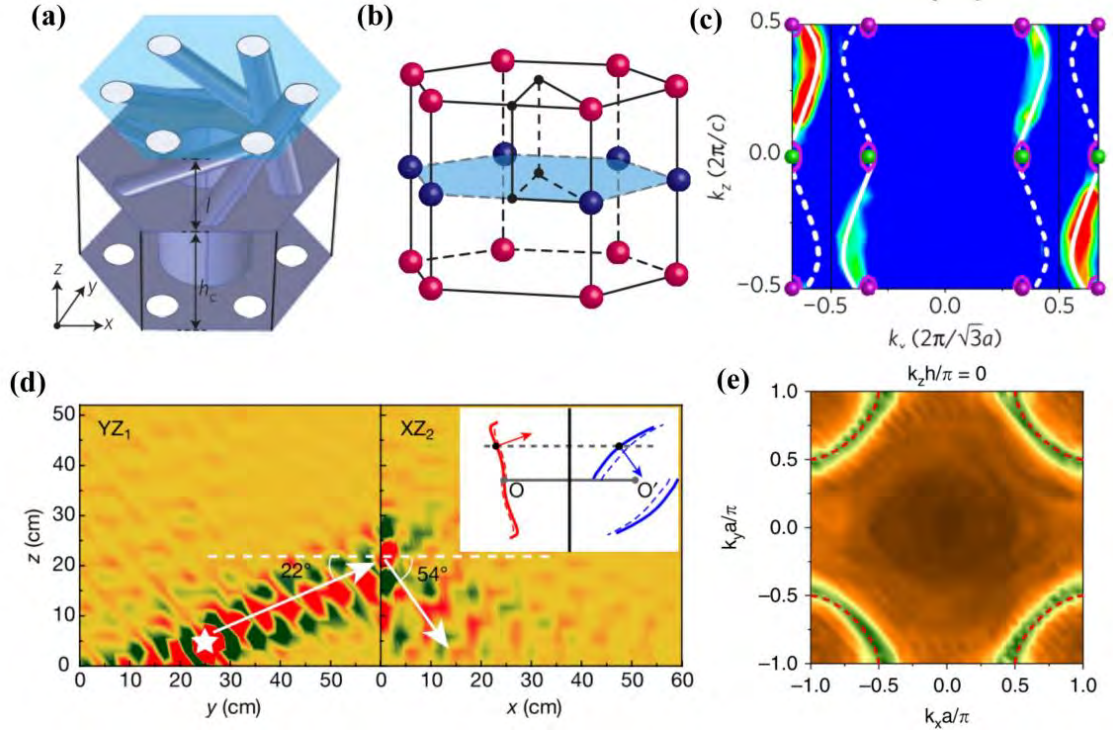 (a)
l
h_c
z
y
x
(b)
(c)
0.5
0.0
−0.5
k_z (2π/c)
−0.5
0.0
0.5
(2π/√3a)
(d)
YZ₁
XZ₂
O
O′
22°
54°
50
40
30
20
10
0
z (cm)
0 10 20 30 40 50 0 10 20 30 40 50 60
y (cm)
x (cm)
(e)
k_zh/π = 0
1.0
0.5
0.0
−0.5
−1.0
k_ya/π
−1.0 −0.5 0.0 0.5 1.0
k_xa/π